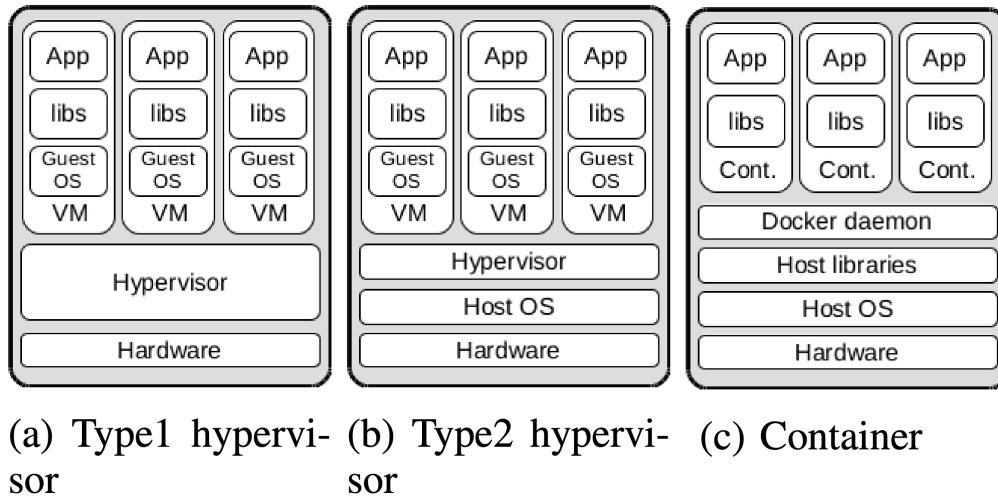 App App App
libs libs libs
Guest OS Guest OS Guest OS
VM VM VM
Hypervisor
Hardware
(a) Type1 hypervi-
sor
App App App
libs libs libs
Guest OS Guest OS Guest OS
VM VM VM
Hypervisor
Host OS
Hardware
(b) Type2 hypervi-
sor
App App App
libs libs libs
Cont. Cont. Cont.
Docker daemon
Host libraries
Host OS
Hardware
(c) Container